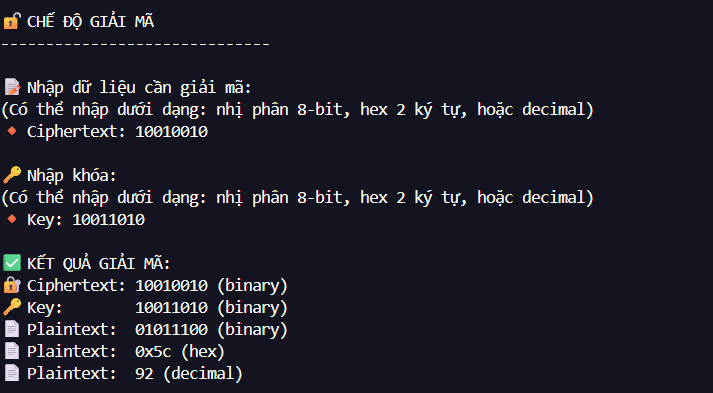 🔓 CHẾ ĐỘ GIẢI MÃ
------------------------------
📝 Nhập dữ liệu cần giải mã:
(Có thể nhập dưới dạng: nhị phân 8-bit, hex 2 ký tự, hoặc decimal)
🔸 Ciphertext: 10010010
🔑 Nhập khóa:
(Có thể nhập dưới dạng: nhị phân 8-bit, hex 2 ký tự, hoặc decimal)
🔸 Key: 10011010
✅ KẾT QUẢ GIẢI MÃ:
🔐 Ciphertext: 10010010 (binary)
🔑 Key:        10011010 (binary)
📄 Plaintext:  01011100 (binary)
📄 Plaintext:  0x5c (hex)
📄 Plaintext:  92 (decimal)